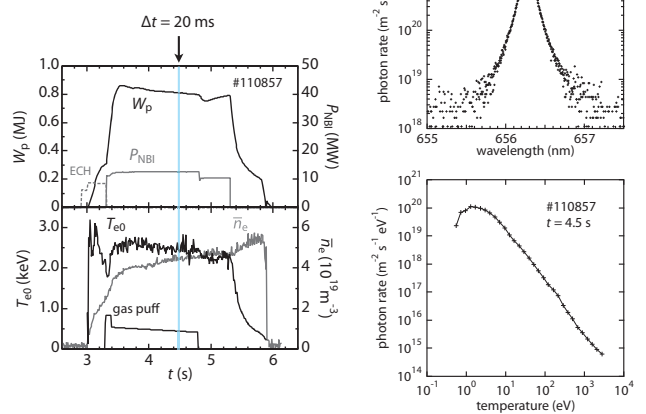 Δt = 20 ms
1.0
0.8
0.6
0.4
0.2
0
W_p (MJ)
#110857
W_p
P_NBI
ECH
50
40
30
20
10
0
P_NBI (MW)
3.0
2.0
1.0
0.0
T_e0 (keV)
T_e0
n̅_e
gas puff
6
4
2
0
n̅_e (10^19 m^-3)
3 4 5 6
t (s)
photon rate (m^-2 s
10^20
10^19
10^18
655 656 657
wavelength (nm)
photon rate (m^-2 s^-1 eV^-1)
10^21
10^20
10^19
10^18
10^17
10^16
10^15
10^14
#110857
t = 4.5 s
10^-1 10^0 10^1 10^2 10^3 10^4
temperature (eV)